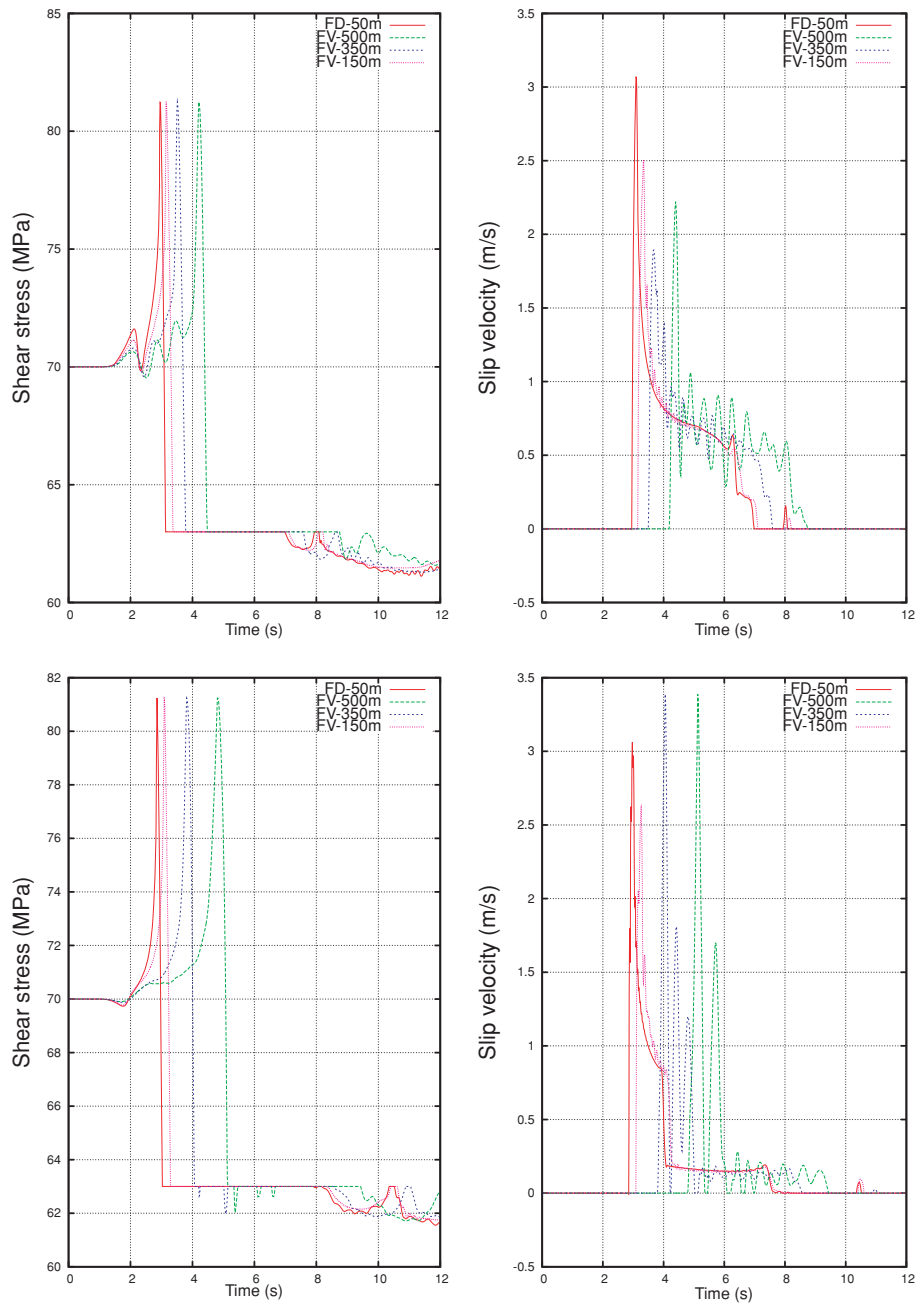 85
80
75
70
65
60
0 2 4 6 8 10 12
Shear stress (MPa)
Time (s)
FD-50m
FV-500m
FV-350m
FV-150m
3.5
3
2.5
2
1.5
1
0.5
0
-0.5
0 2 4 6 8 10 12
Slip velocity (m/s)
Time (s)
FD-50m
FV-500m
FV-350m
FV-150m
82
80
78
76
74
72
70
68
66
64
62
60
0 2 4 6 8 10 12
Shear stress (MPa)
Time (s)
FD-50m
FV-500m
FV-350m
FV-150m
3.5
3
2.5
2
1.5
1
0.5
0
-0.5
0 2 4 6 8 10 12
Slip velocity (m/s)
Time (s)
FD-50m
FV-500m
FV-350m
FV-150m